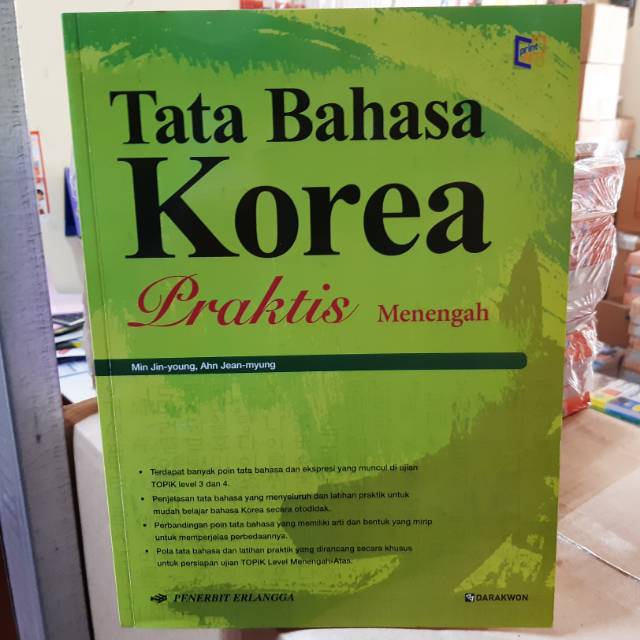 print
Tata Bahasa
Korea
Praktis Menengah
Min Jin-young, Ahn Jean-myung
• Terdapat banyak poin tata bahasa dan ekspresi yang muncul di ujian
TOPIK level 3 dan 4.
• Penjelasan tata bahasa yang menyeluruh dan latihan praktik untuk
mudah belajar bahasa Korea secara otodidak.
• Perbandingan poin tata bahasa yang memiliki arti dan bentuk yang mirip
untuk memperjelas perbedaannya.
• Pola tata bahasa dan latihan praktik yang dirancang secara khusus
untuk persiapan ujian TOPIK Level Menengah-Atas.
PENERBIT ERLANGGA
DARAKWON